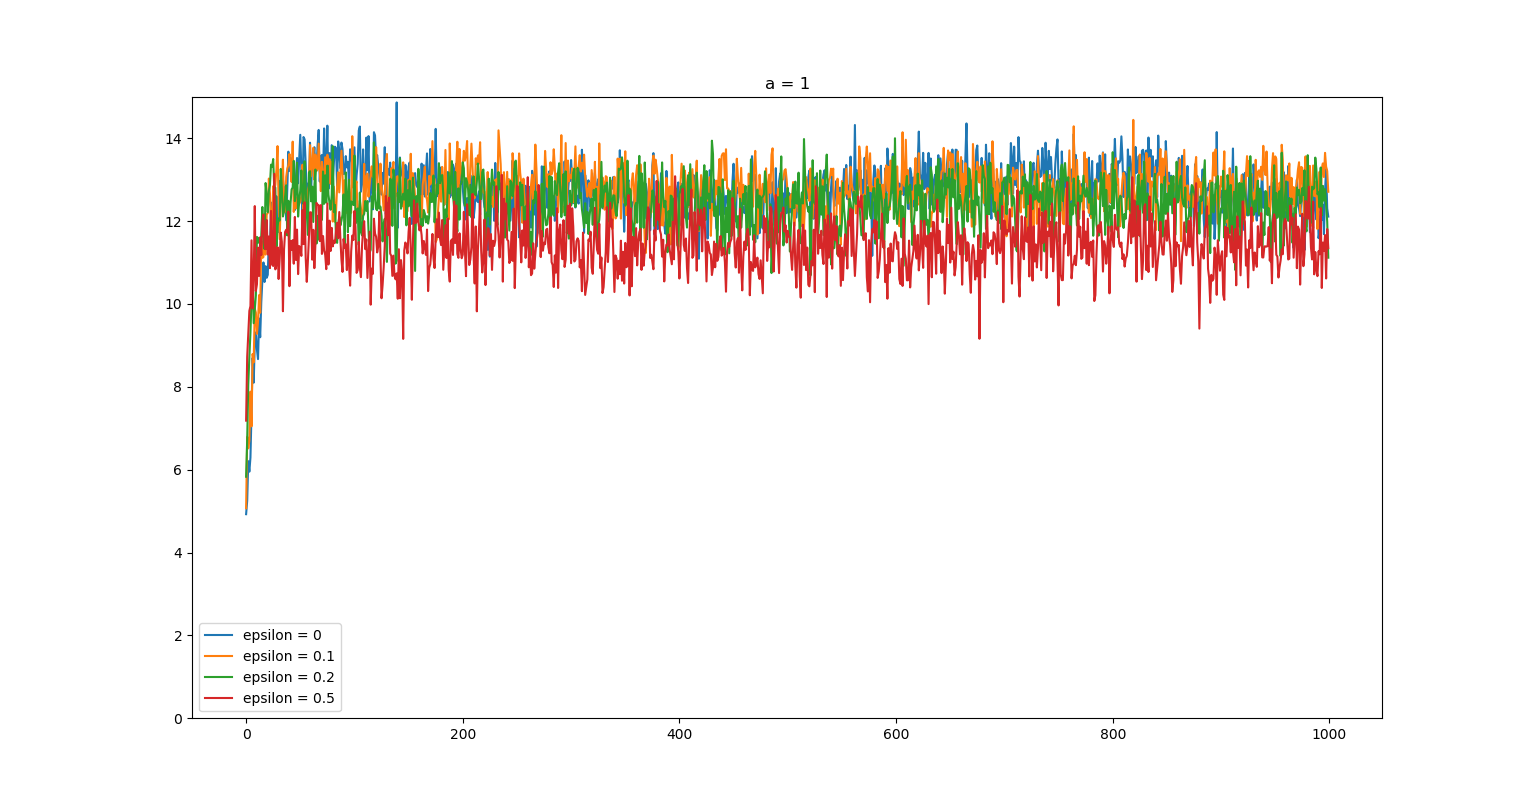 a = 1
14
12
10
8
6
4
2
0
epsilon = 0
epsilon = 0.1
epsilon = 0.2
epsilon = 0.5
0 200 400 600 800 1000